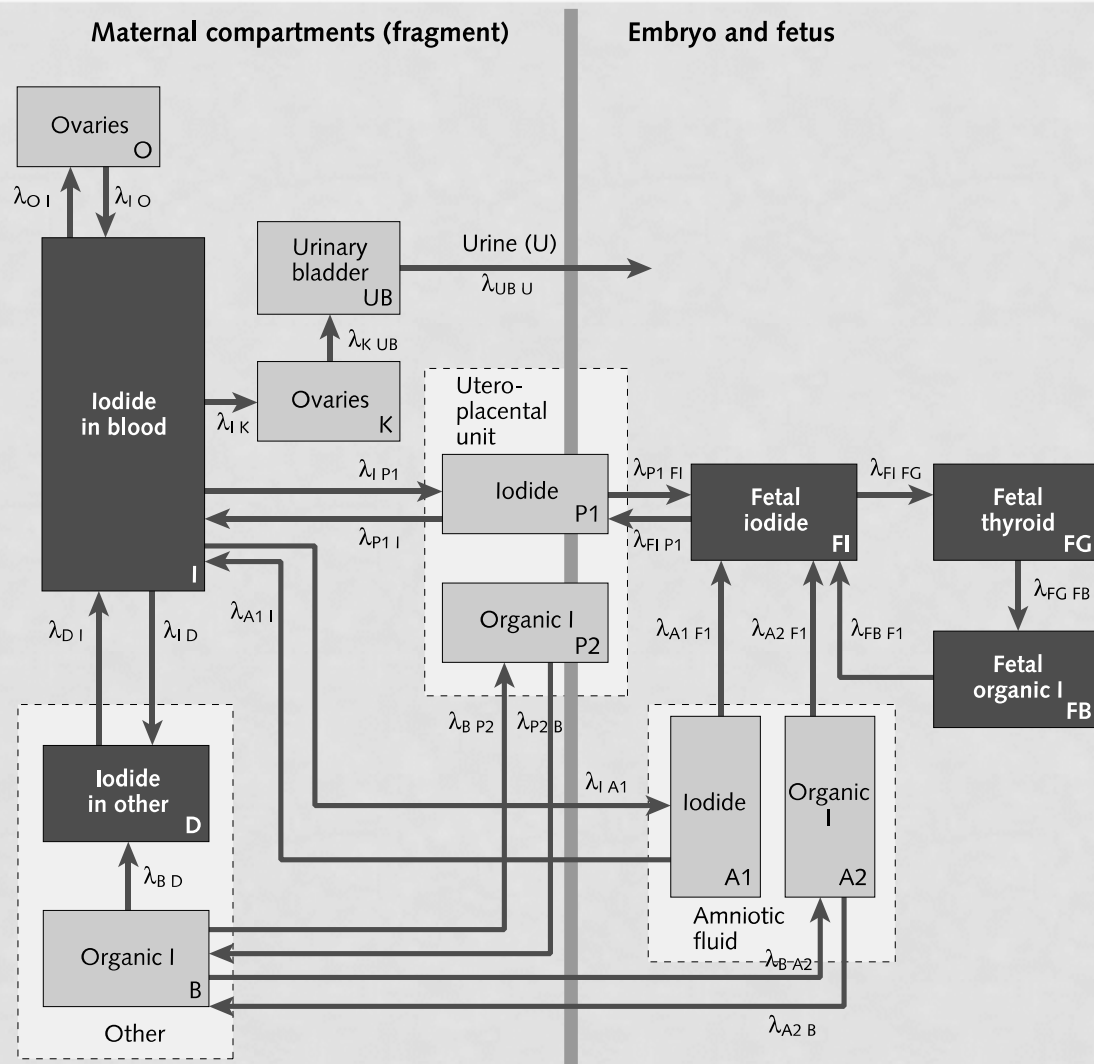 Maternal compartments (fragment)
Embryo and fetus
Ovaries
O
λO I
λI O
Urinary
bladder
UB
Urine (U)
λUB U
λK UB
Iodide
in blood
I
λI K
Ovaries
K
Utero-
placental
unit
λI P1
λP1 I
Iodide
P1
λP1 FI
λFI P1
Fetal
iodide
FI
λFI FG
Fetal
thyroid
FG
λFG FB
Organic I
P2
λD I
λI D
λA1 I
λA1 F1
λA2 F1
λFB F1
Fetal
organic I
FB
λB P2
λP2 B
Iodide
in other
D
λI A1
Iodide
A1
Organic
I
A2
λB D
Amniotic
fluid
Organic I
B
λB A2
λA2 B
Other